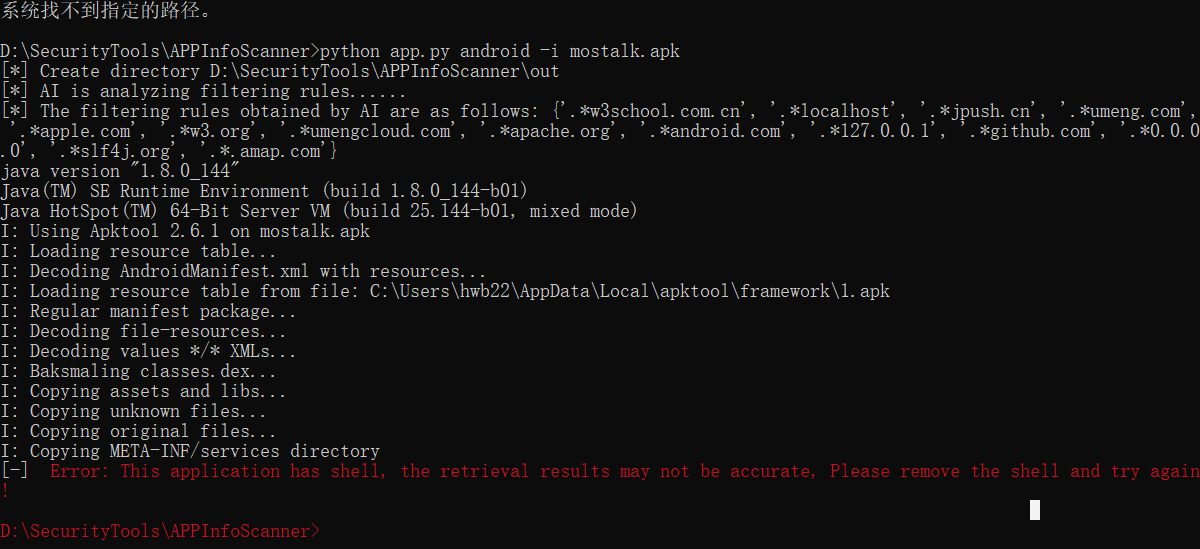 系统找不到指定的路径。
D:\SecurityTools\APPInfoScanner>python app.py android -i mostalk.apk
[*] Create directory D:\SecurityTools\APPInfoScanner\out
[*] AI is analyzing filtering rules......
[*] The filtering rules obtained by AI are as follows: {'.*w3school.com.cn', '.*localhost', '.*jpush.cn', '.*umeng.com',
 '.*apple.com', '.*w3.org', '.*umengcloud.com', '.*apache.org', '.*android.com', '.*127.0.0.1', '.*github.com', '.*0.0.0
.0', '.*slf4j.org', '.*.amap.com'}
java version "1.8.0_144"
Java(TM) SE Runtime Environment (build 1.8.0_144-b01)
Java HotSpot(TM) 64-Bit Server VM (build 25.144-b01, mixed mode)
I: Using Apktool 2.6.1 on mostalk.apk
I: Loading resource table...
I: Decoding AndroidManifest.xml with resources...
I: Loading resource table from file: C:\Users\hwb22\AppData\Local\apktool\framework\1.apk
I: Regular manifest package...
I: Decoding file-resources...
I: Decoding values */* XMLs...
I: Baksmaling classes.dex...
I: Copying assets and libs...
I: Copying unknown files...
I: Copying original files...
I: Copying META-INF/services directory
[-]  Error: This application has shell, the retrieval results may not be accurate, Please remove the shell and try again
!
D:\SecurityTools\APPInfoScanner>